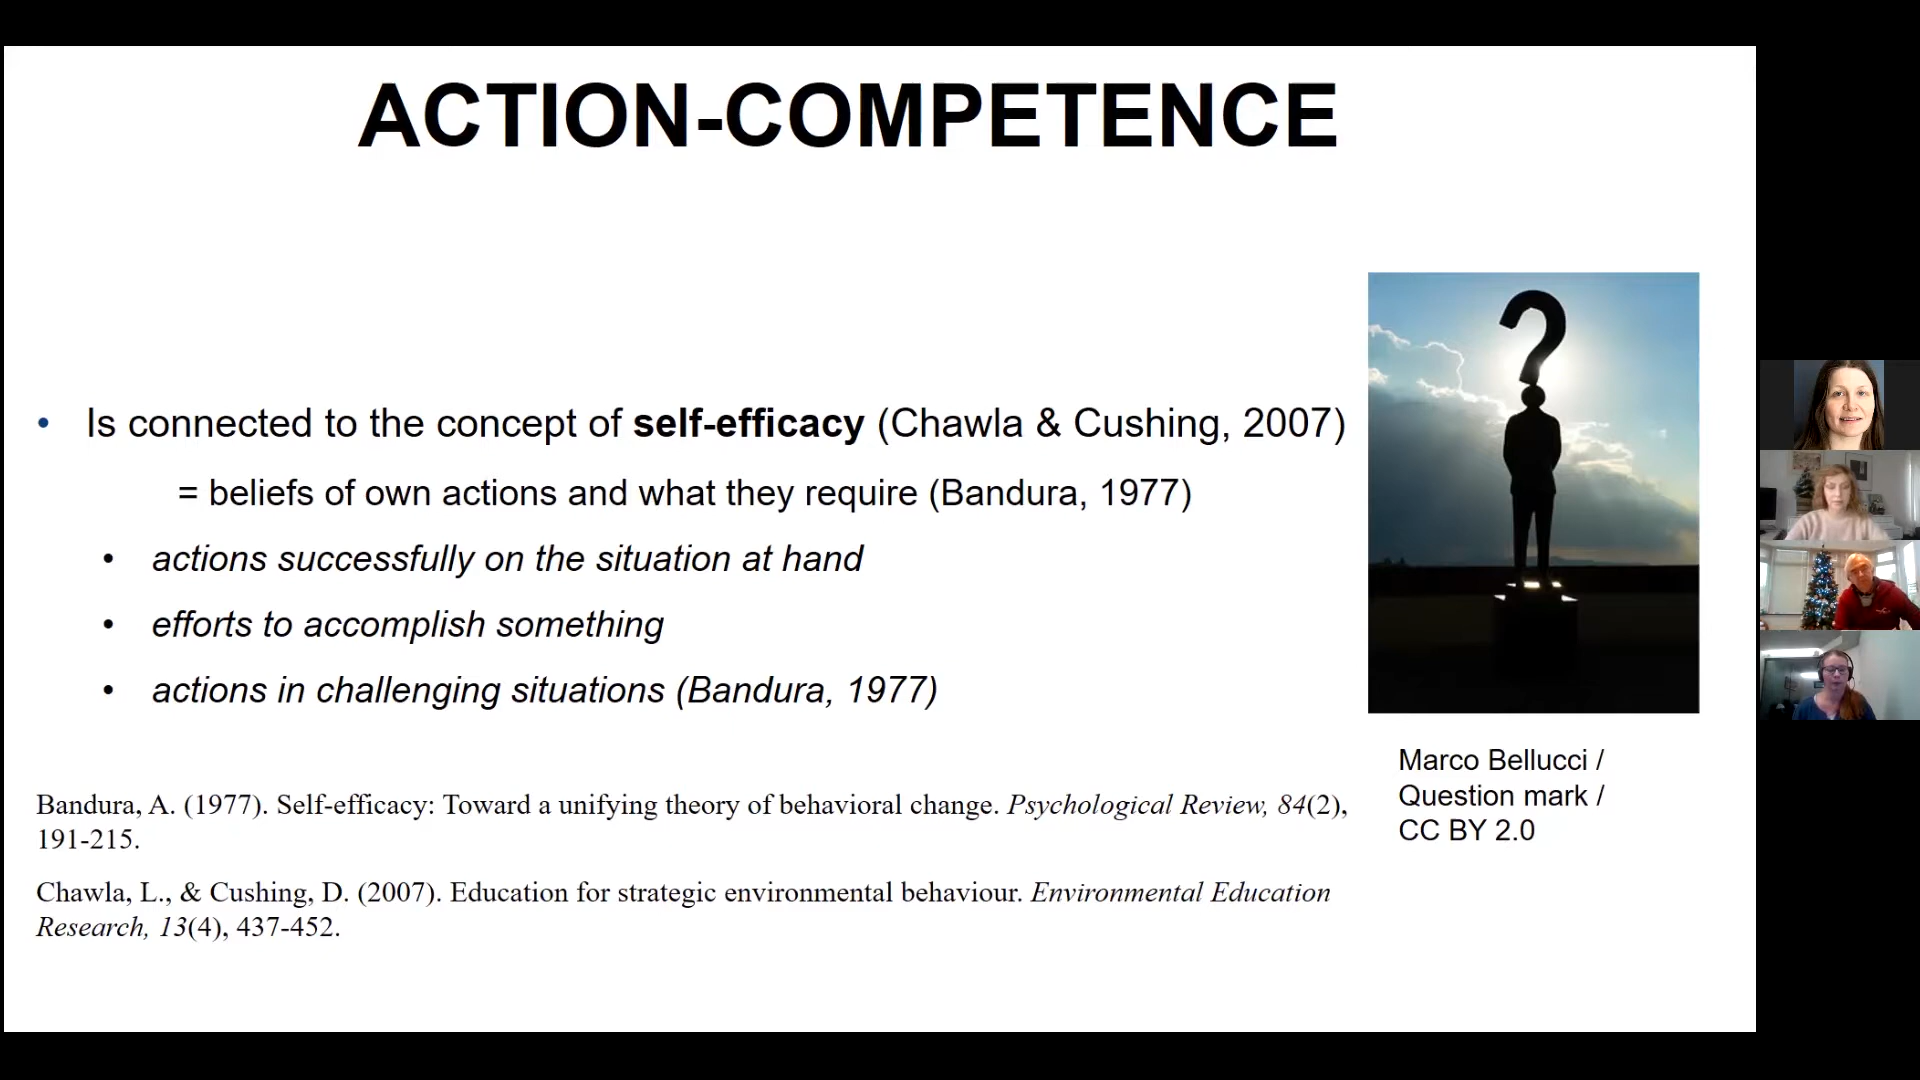 ACTION-COMPETENCE
• Is connected to the concept of self-efficacy (Chawla & Cushing, 2007)
= beliefs of own actions and what they require (Bandura, 1977)
• actions successfully on the situation at hand
• efforts to accomplish something
• actions in challenging situations (Bandura, 1977)
Bandura, A. (1977). Self-efficacy: Toward a unifying theory of behavioral change. Psychological Review, 84(2),
191-215.
Chawla, L., & Cushing, D. (2007). Education for strategic environmental behaviour. Environmental Education
Research, 13(4), 437-452.
?
Marco Bellucci /
Question mark /
CC BY 2.0